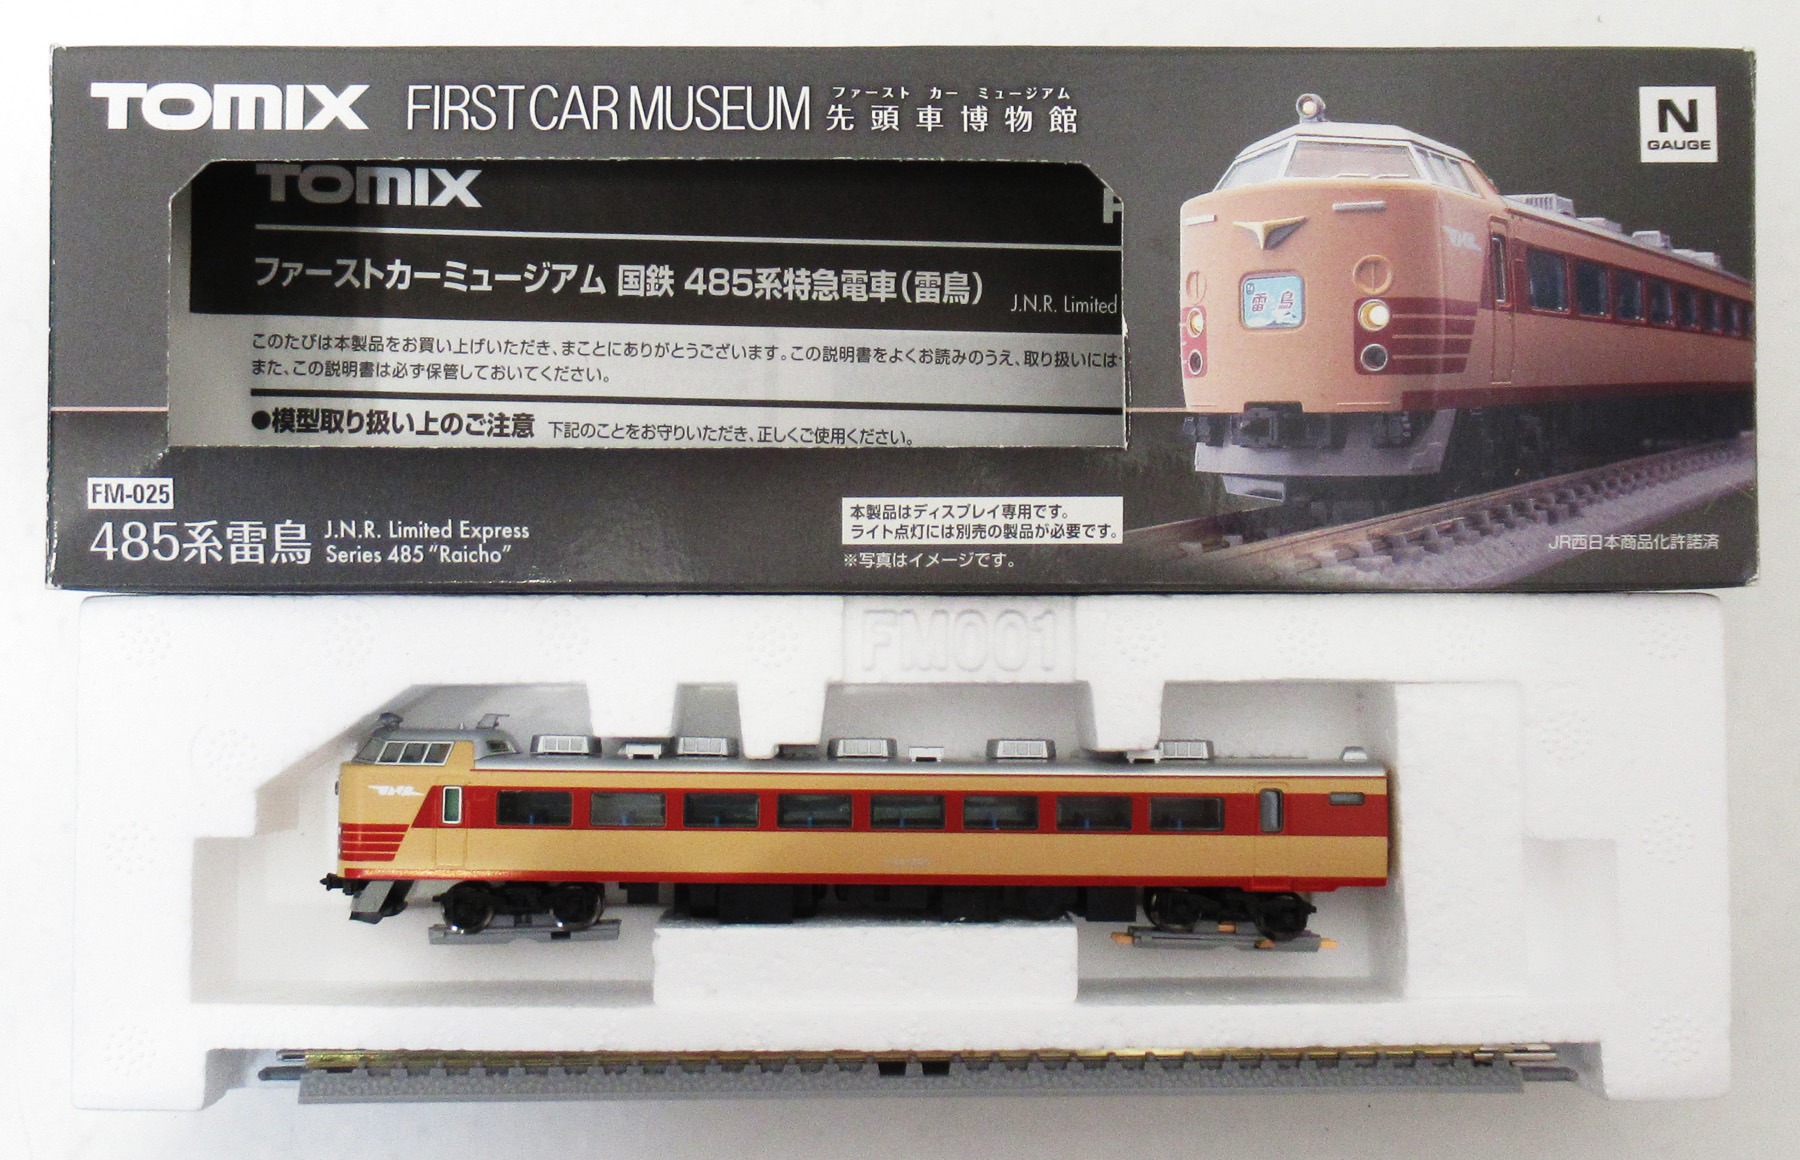 TOMIX FIRST CAR MUSEUM ファースト カー ミュージアム
先頭車博物館
N
GAUGE
TOMIX
ファーストカーミュージアム 国鉄 485系特急電車(雷鳥) J.N.R. Limited
このたびは本製品をお買い上げいただき、まことにありがとうございます。この説明書をよくお読みのうえ、取り扱いには
また、この説明書は必ず保管しておいてください。
●模型取り扱い上のご注意 下記のことをお守りいただき、正しくご使用ください。
雷鳥
FM-025
485系雷鳥 J.N.R. Limited Express
Series 485 "Raicho"
本製品はディスプレイ専用です。
ライト点灯には別売の製品が必要です。
※写真はイメージです。
JR西日本商品化許諾済
FM001